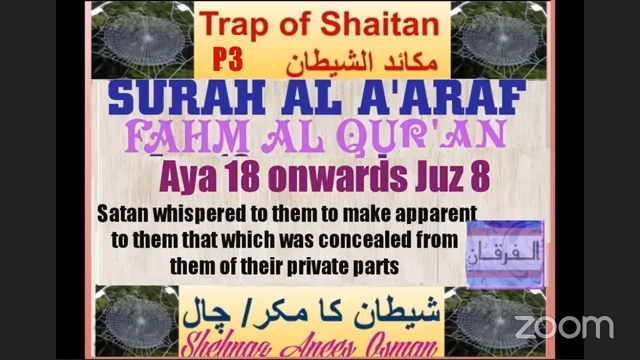 Trap of Shaitan
P3 مكائد الشيطان
SURAH AL A'ARAF
FAHM AL QUR'AN
Aya 18 onwards Juz 8
Satan whispered to them to make apparent
to them that which was concealed from
them of their private parts
الفرقان
شیطان کا مکر/ چال
Shehnaz Anees Osman
zoom